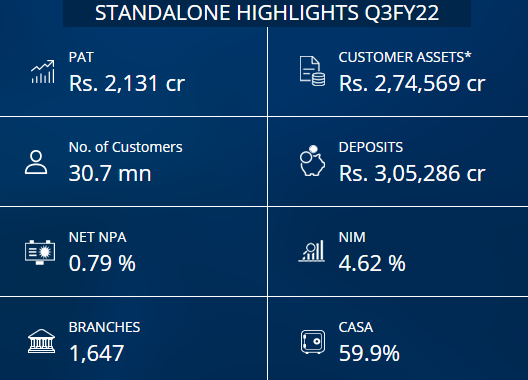 STANDALONE HIGHLIGHTS Q3FY22
PAT
Rs. 2,131 cr
CUSTOMER ASSETS*
Rs. 2,74,569 cr
No. of Customers
30.7 mn
DEPOSITS
Rs. 3,05,286 cr
NET NPA
0.79 %
NIM
4.62 %
BRANCHES
1,647
CASA
59.9%